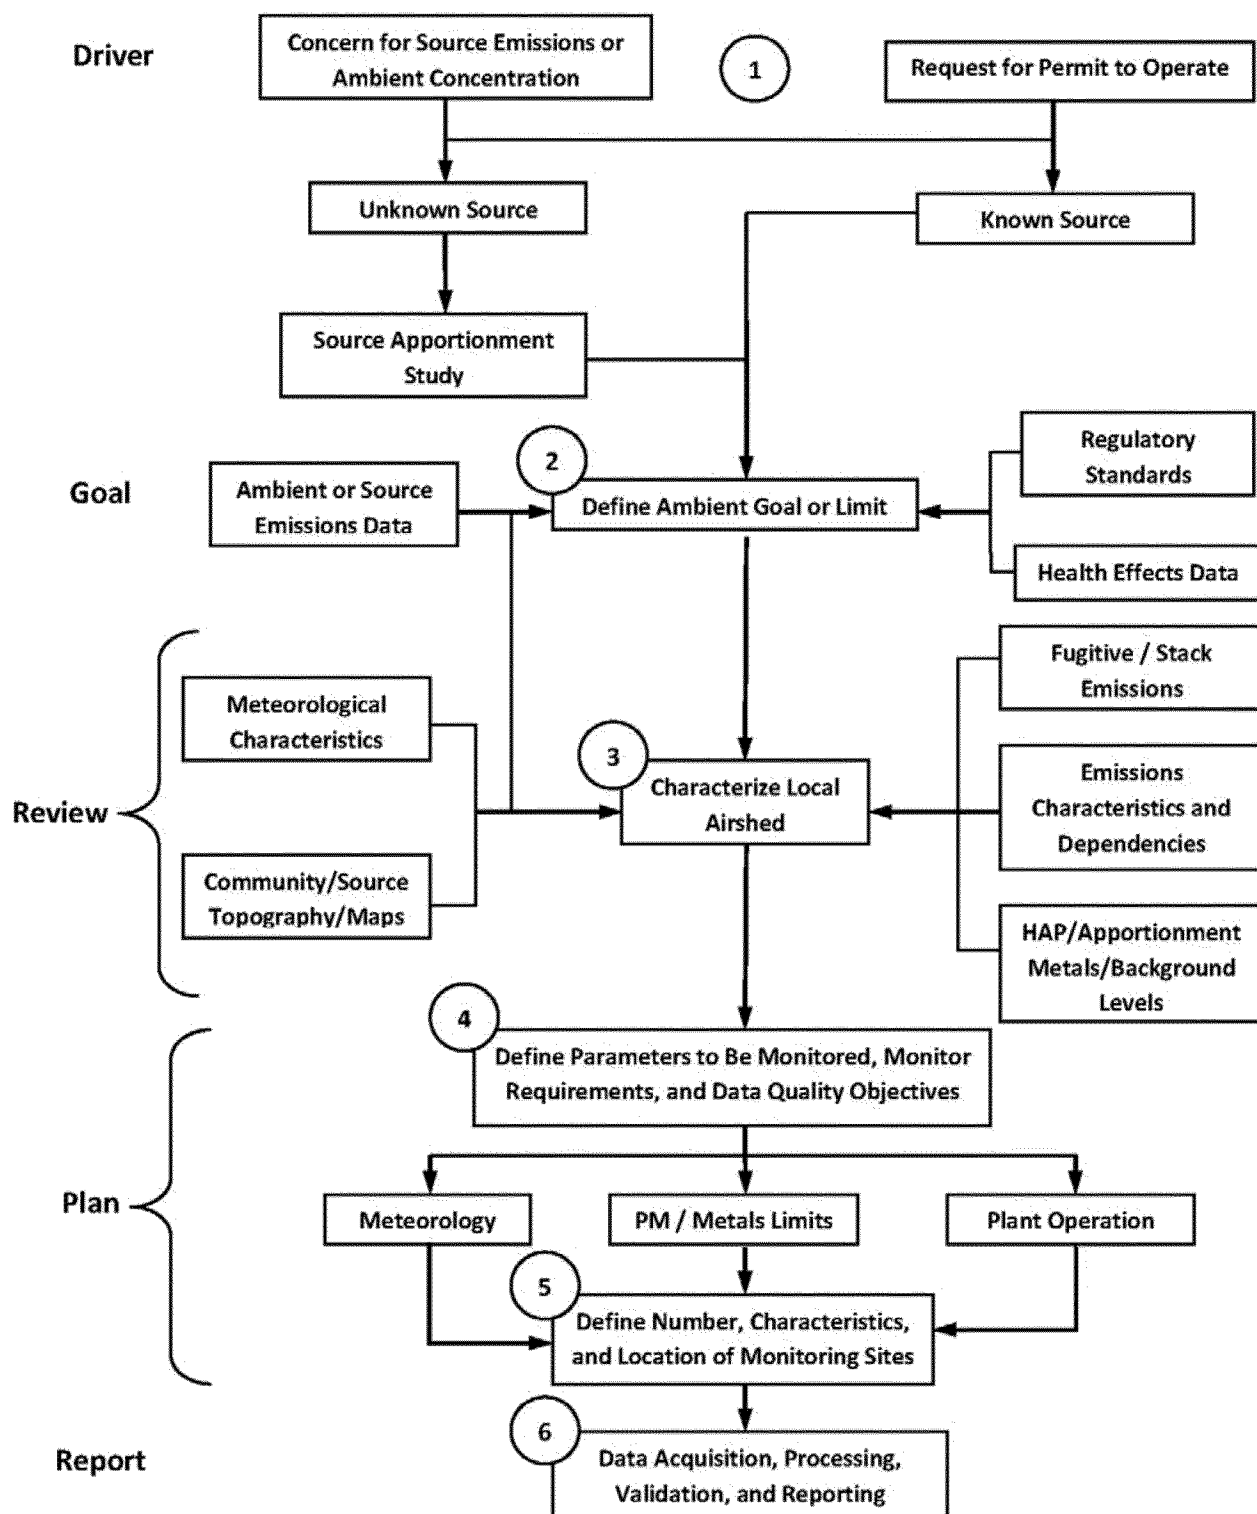 Driver
Concern for Source Emissions or
Ambient Concentration
1
Request for Permit to Operate
Unknown Source
Known Source
Source Apportionment
Study
Goal
Ambient or Source
Emissions Data
2
Define Ambient Goal or Limit
Regulatory
Standards
Health Effects Data
Review
Meteorological
Characteristics
Community/Source
Topography/Maps
3
Characterize Local
Airshed
Fugitive / Stack
Emissions
Emissions
Characteristics and
Dependencies
HAP/Apportionment
Metals/Background
Levels
Plan
4
Define Parameters to Be Monitored, Monitor
Requirements, and Data Quality Objectives
Meteorology
PM / Metals Limits
Plant Operation
5
Define Number, Characteristics,
and Location of Monitoring Sites
Report
6
Data Acquisition, Processing,
Validation, and Reporting